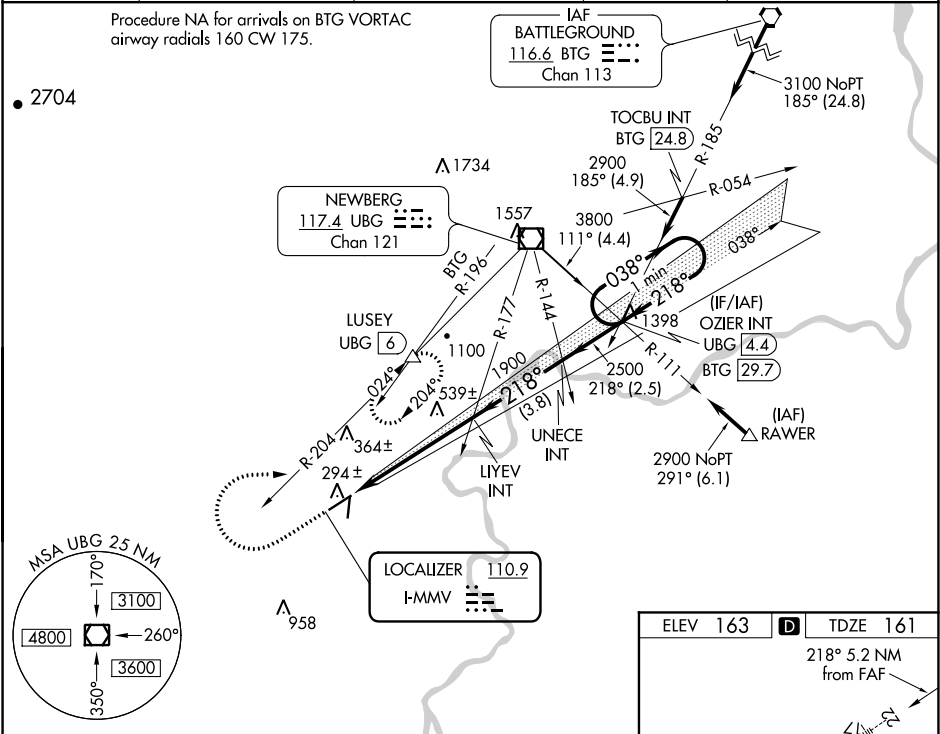 Procedure NA for arrivals on BTG VORTAC
airway radials 160 CW 175.
2704
IAF
BATTLEGROUND
116.6 BTG
Chan 113
3100 NoPT
185° (24.8)
TOCBU INT
BTG 24.8
R-185
2900
185° (4.9)
R-054
1734
NEWBERG
117.4 UBG
Chan 121
1557
3800
111° (4.4)
038°
1 min
218°
038°
BTG
R-196
R-177
R-144
(IF/IAF)
OZIER INT
UBG 4.4
BTG 29.7
1398
LUSEY
UBG 6
1100
1900
R-111
2500
218° (2.5)
024°
204°
539±
218°
(3.8)
UNECE
INT
(IAF)
RAWER
R-204
364±
294±
LIYEV
INT
2900 NoPT
291° (6.1)
MSA UBG 25 NM
170°
3100
4800
260°
3600
350°
958
LOCALIZER 110.9
I-MMV
ELEV 163 D TDZE 161
218° 5.2 NM
from FAF
22
17